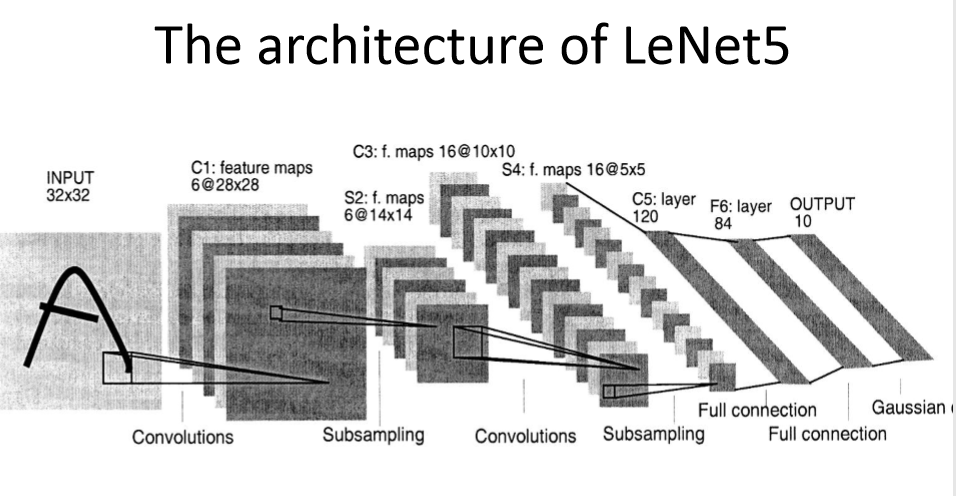 The architecture of LeNet5
C3: f. maps 16@10x10
INPUT
32x32
C1: feature maps
6@28x28
S4: f. maps 16@5x5
S2: f. maps
6@14x14
C5: layer
120
F6: layer
84
OUTPUT
10
Convolutions
Subsampling
Convolutions
Subsampling
Full connection
Full connection
Gaussian